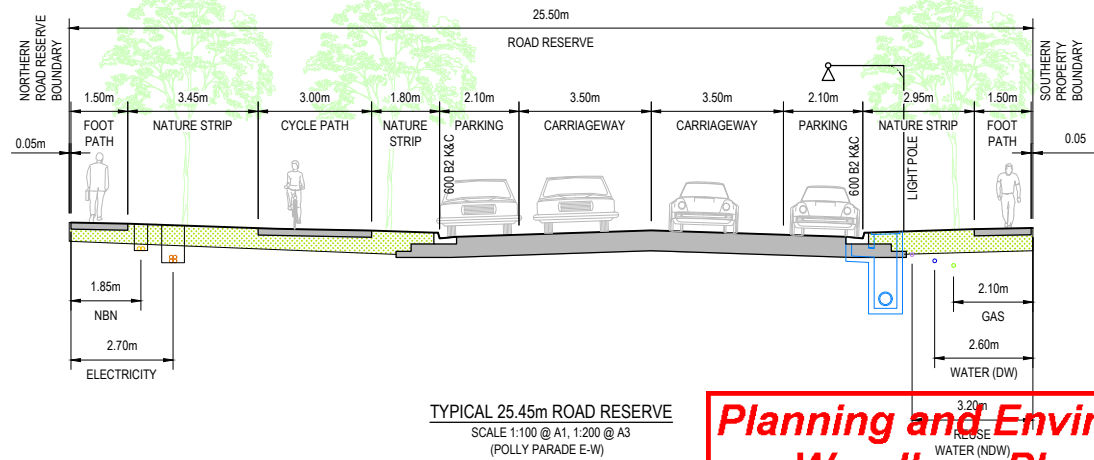 25.50m
ROAD RESERVE
NORTHERN
ROAD RESERVE
BOUNDARY
SOUTHERN
PROPERTY
BOUNDARY
1.50m
3.45m
3.00m
1.80m
2.10m
3.50m
3.50m
2.10m
2.95m
1.50m
FOOT
PATH
NATURE STRIP
CYCLE PATH
NATURE
STRIP
PARKING
CARRIAGEWAY
CARRIAGEWAY
PARKING
NATURE STRIP
FOOT
PATH
0.05m
0.05
600 B2 K&C
600 B2 K&C
LIGHT POLE
1.85m
NBN
2.70m
ELECTRICITY
2.10m
GAS
2.60m
WATER (DW)
3.20m
REUSE
WATER (NDW)
TYPICAL 25.45m ROAD RESERVE
SCALE 1:100 @ A1, 1:200 @ A3
(POLLY PARADE E-W)
Planning and Envir